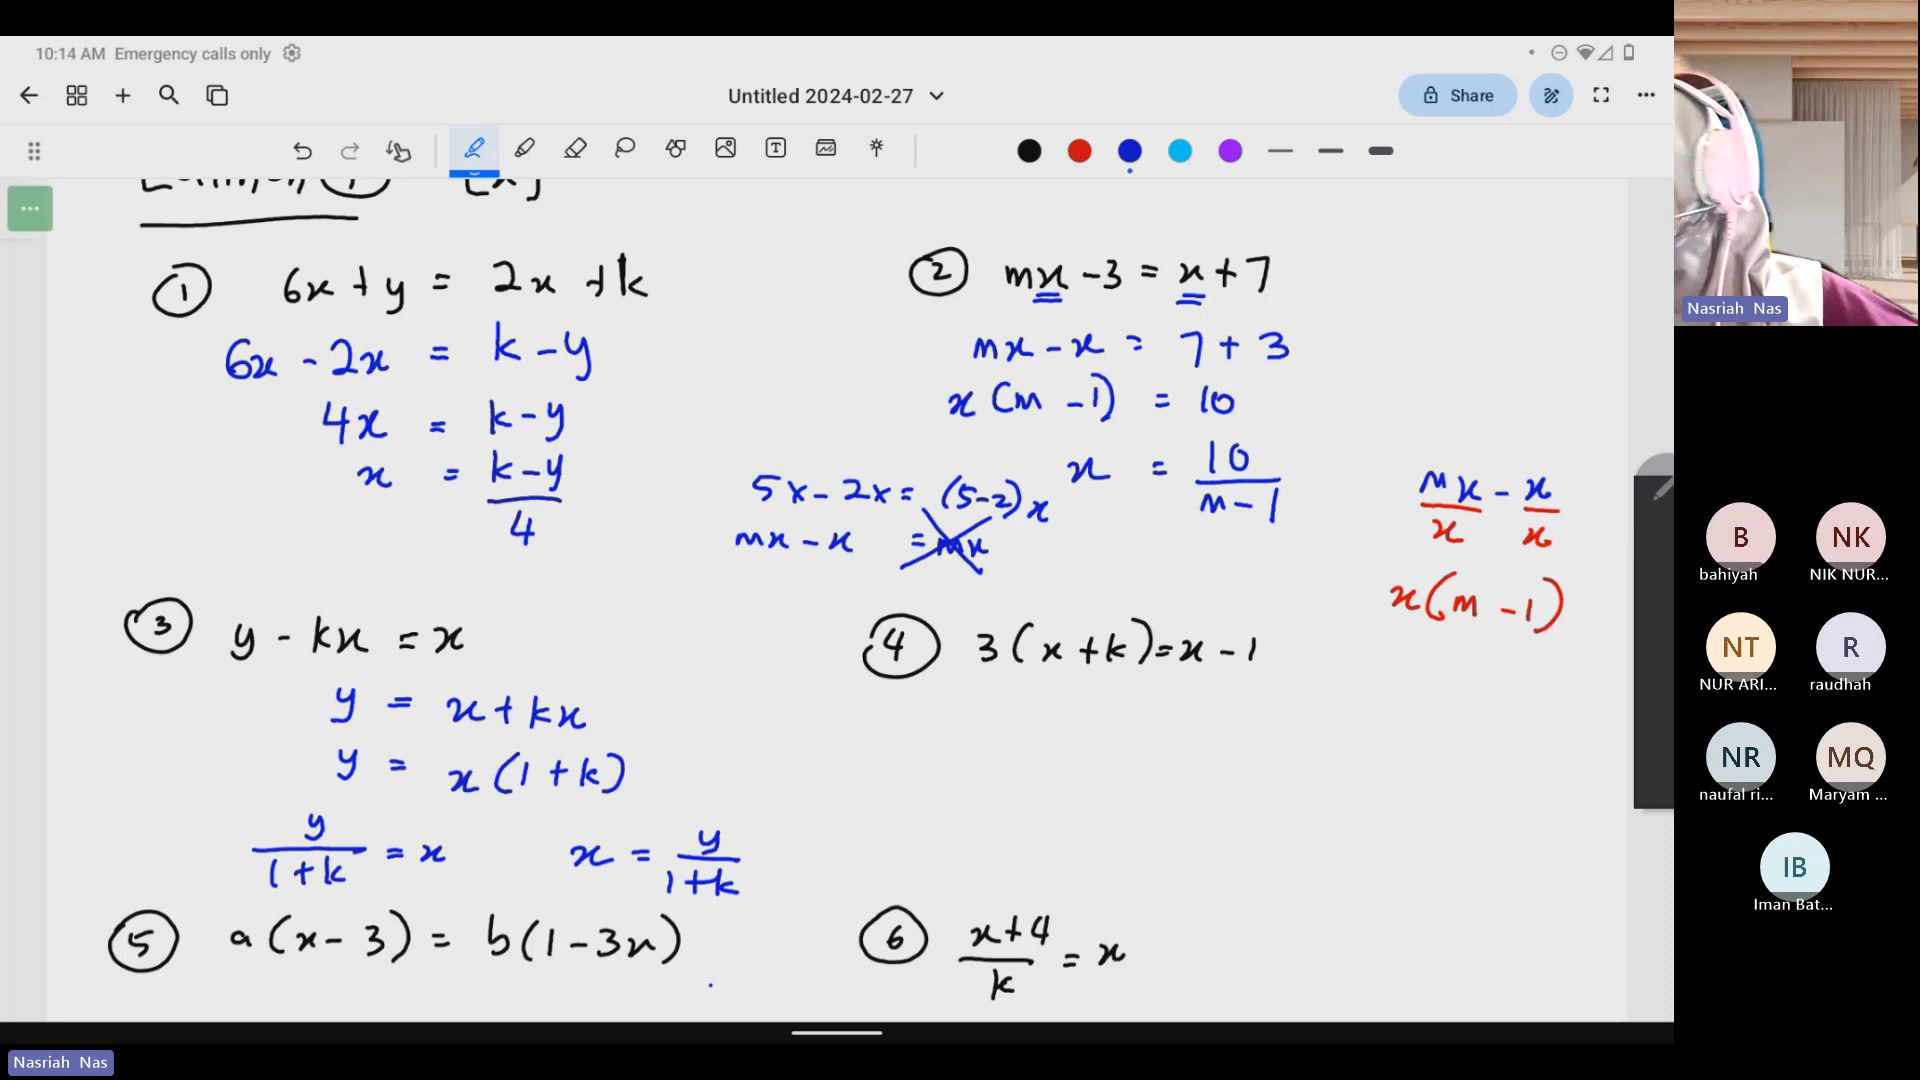 10:14 AM Emergency calls only
Untitled 2024-02-27
Share
[x]
① 6x + y = 2x + k
6x - 2x = k - y
4x = k - y
x = k - y
4
② mx - 3 = x + 7
mx - x = 7 + 3
x (m - 1) = 10
x = 10
m - 1
5x - 2x = (5-2)x
mx - x = mx
mx - x
x x
x(m - 1)
③ y - kx = x
y = x + kx
y = x (1 + k)
y
1 + k = x
x = y
1+k
④ 3 (x + k) = x - 1
⑤ a (x - 3) = b (1 - 3x)
⑥ x+4
k = x
Nasriah Nas
B
bahiyah
NK
NIK NUR...
NT
NUR ARI...
R
raudhah
NR
naufal ri...
MQ
Maryam ...
IB
Iman Bat...
Nasriah Nas